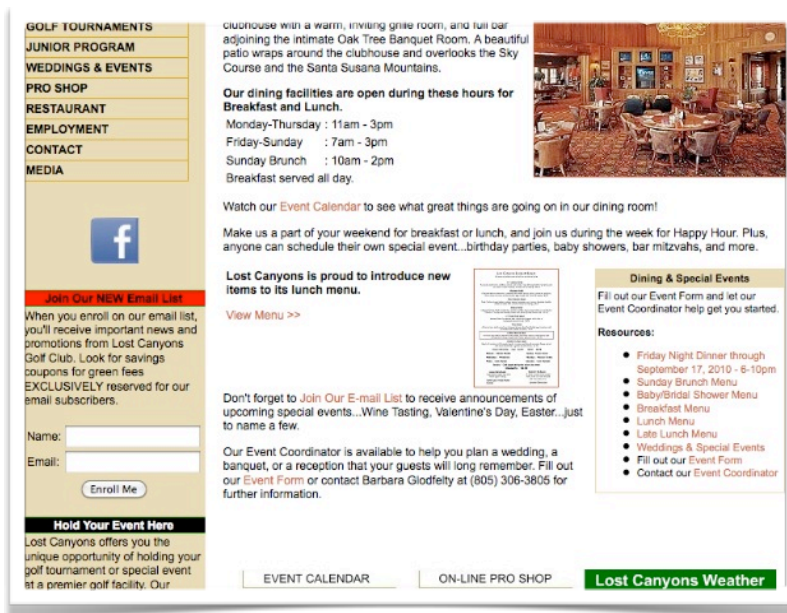 GOLF TOURNAMENTS
JUNIOR PROGRAM
WEDDINGS & EVENTS
PRO SHOP
RESTAURANT
EMPLOYMENT
CONTACT
MEDIA
f
Join Our NEW Email List
When you enroll on our email list,
you'll receive important news and
promotions from Lost Canyons
Golf Club. Look for savings
coupons for green fees
EXCLUSIVELY reserved for our
email subscribers.
Name:
Email:
Enroll Me
Hold Your Event Here
Lost Canyons offers you the
unique opportunity of holding your
golf tournament or special event
at a premier golf facility. Our
clubhouse with a warm, inviting grille room, and full bar
adjoining the intimate Oak Tree Banquet Room. A beautiful
patio wraps around the clubhouse and overlooks the Sky
Course and the Santa Susana Mountains.
Our dining facilities are open during these hours for
Breakfast and Lunch.
Monday-Thursday : 11am - 3pm
Friday-Sunday : 7am - 3pm
Sunday Brunch : 10am - 2pm
Breakfast served all day.
Watch our Event Calendar to see what great things are going on in our dining room!
Make us a part of your weekend for breakfast or lunch, and join us during the week for Happy Hour. Plus,
anyone can schedule their own special event...birthday parties, baby showers, bar mitzvahs, and more.
Lost Canyons is proud to introduce new
items to its lunch menu.
View Menu >>
Don't forget to Join Our E-mail List to receive announcements of
upcoming special events...Wine Tasting, Valentine's Day, Easter...just
to name a few.
Our Event Coordinator is available to help you plan a wedding, a
banquet, or a reception that your guests will long remember. Fill out
our Event Form or contact Barbara Glodfelty at (805) 306-3805 for
further information.
Dining & Special Events
Fill out our Event Form and let our
Event Coordinator help get you started.
Resources:
• Friday Night Dinner through
September 17, 2010 - 6-10pm
• Sunday Brunch Menu
• Baby/Bridal Shower Menu
• Breakfast Menu
• Lunch Menu
• Late Lunch Menu
• Weddings & Special Events
• Fill out our Event Form
• Contact our Event Coordinator
EVENT CALENDAR
ON-LINE PRO SHOP
Lost Canyons Weather